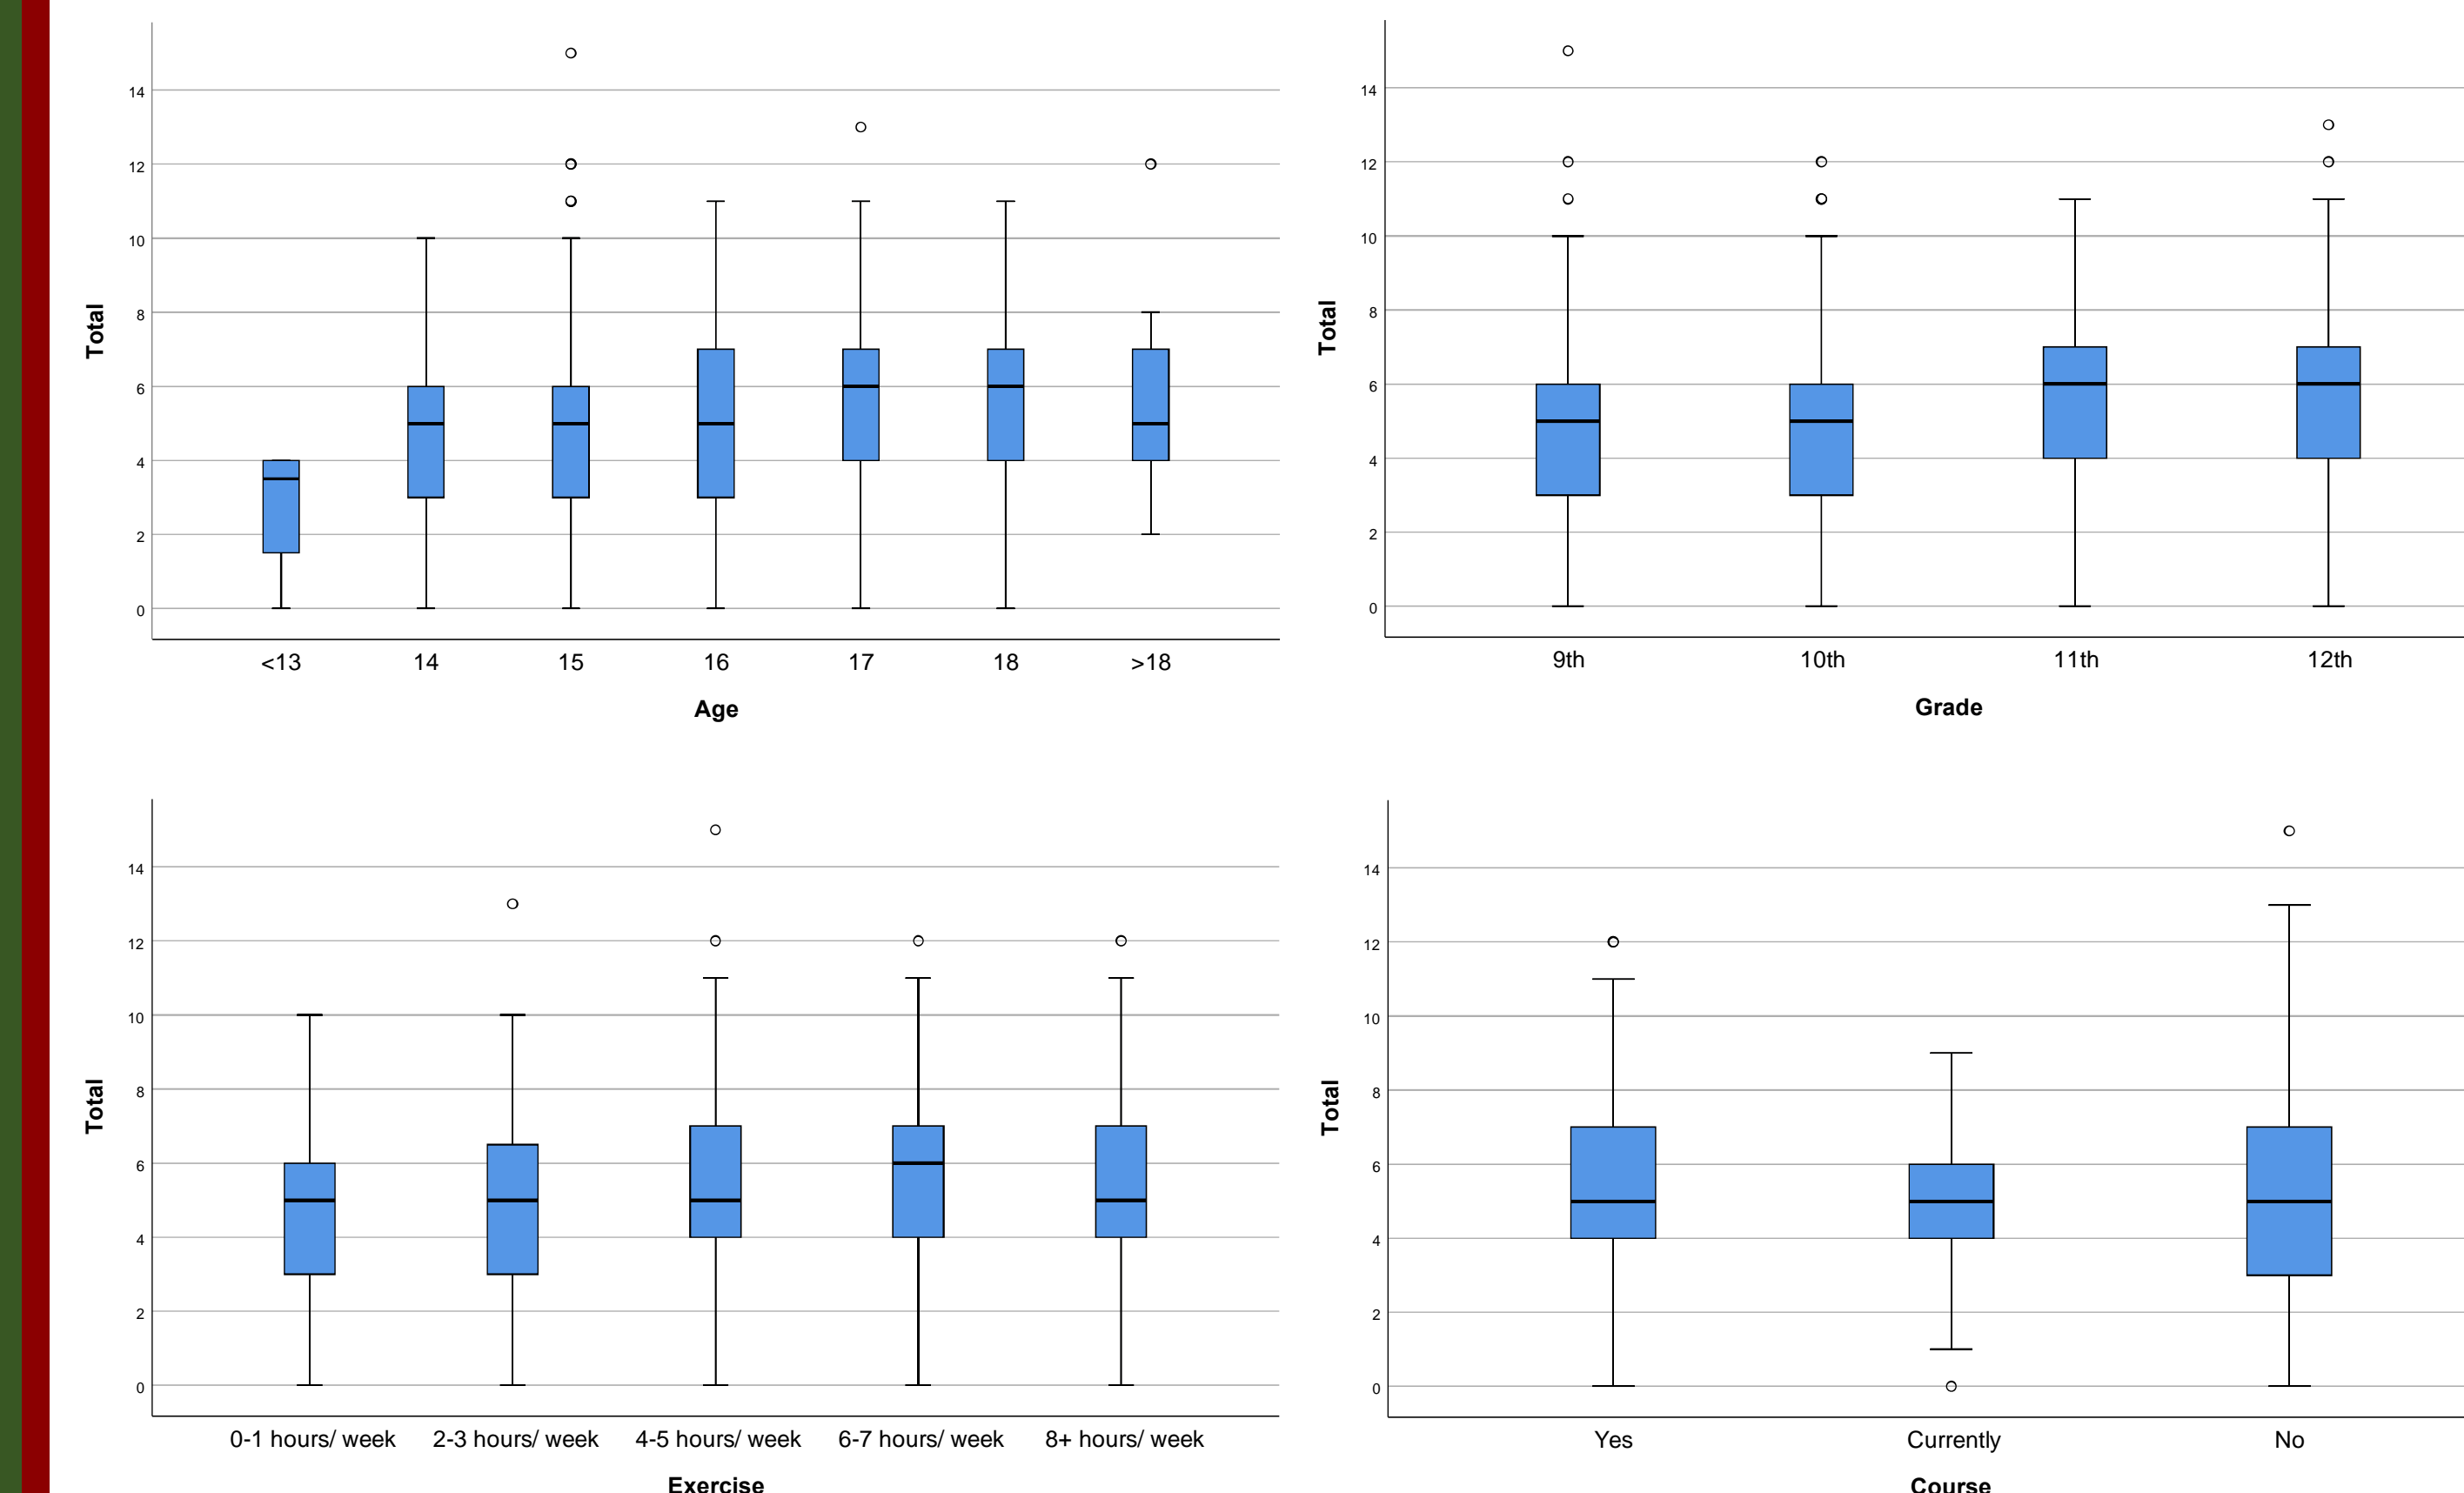 Total
14
12
10
8
6
4
2
0
<13 14 15 16 17 18 >18
Age
Total
14
12
10
8
6
4
2
0
9th 10th 11th 12th
Grade
Total
14
12
10
8
6
4
2
0
0-1 hours/ week 2-3 hours/ week 4-5 hours/ week 6-7 hours/ week 8+ hours/ week
Exercise
Total
14
12
10
8
6
4
2
0
Yes Currently No
Course